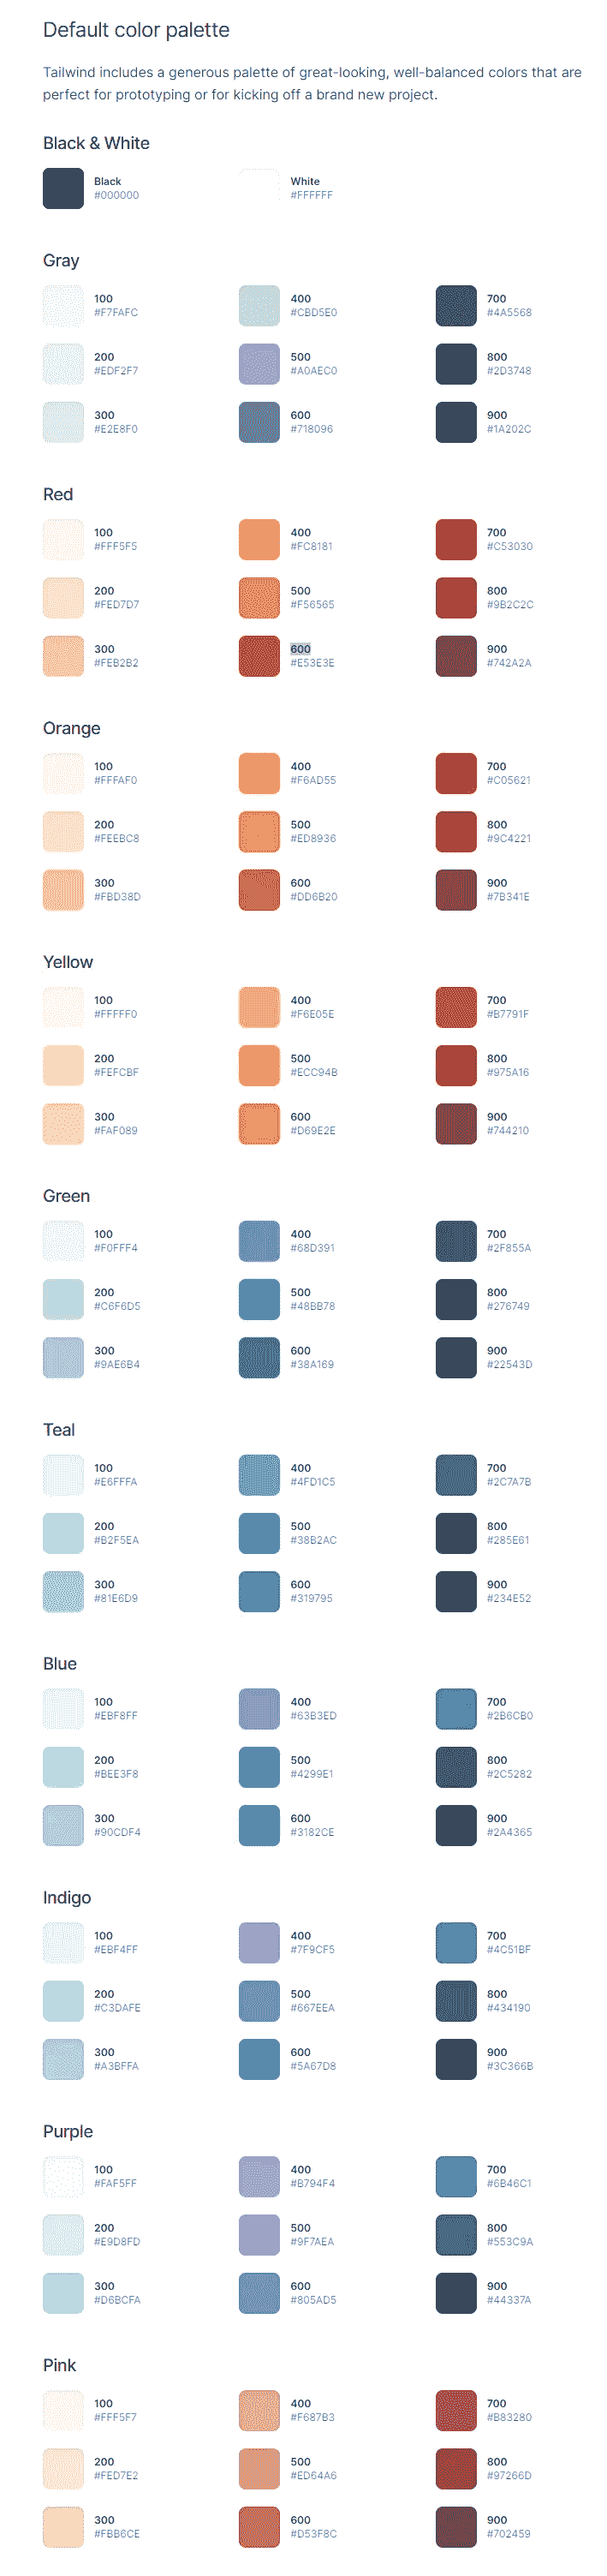 Default color palette
Tailwind includes a generous palette of great-looking, well-balanced colors that are
perfect for prototyping or for kicking off a brand new project.
Black & White
Black
#000000
White
#FFFFFF
Gray
100
#F7FAFC
400
#CBD5E0
700
#4A5568
200
#EDF2F7
500
#A0AEC0
800
#2D3748
300
#E2E8F0
600
#718096
900
#1A202C
Red
100
#FFF5F5
400
#FC8181
700
#C53030
200
#FED7D7
500
#F56565
800
#9B2C2C
300
#FEB2B2
600
#E53E3E
900
#742A2A
Orange
100
#FFFAF0
400
#F6AD55
700
#C05621
200
#FEEBC8
500
#ED8936
800
#9C4221
300
#FBD38D
600
#DD6B20
900
#7B341E
Yellow
100
#FFFFF0
400
#F6E05E
700
#B7791F
200
#FEFCBF
500
#ECC94B
800
#975A16
300
#FAF089
600
#D69E2E
900
#744210
Green
100
#F0FFF4
400
#68D391
700
#2F855A
200
#C6F6D5
500
#48BB78
800
#276749
300
#9AE6B4
600
#38A169
900
#22543D
Teal
100
#E6FFFA
400
#4FD1C5
700
#2C7A7B
200
#B2F5EA
500
#38B2AC
800
#285E61
300
#81E6D9
600
#319795
900
#234E52
Blue
100
#EBF8FF
400
#63B3ED
700
#2B6CB0
200
#BEE3F8
500
#4299E1
800
#2C5282
300
#90CDF4
600
#3182CE
900
#2A4365
Indigo
100
#EBF4FF
400
#7F9CF5
700
#4C51BF
200
#C3DAFE
500
#667EEA
800
#434190
300
#A3BFFA
600
#5A67D8
900
#3C366B
Purple
100
#FAF5FF
400
#B794F4
700
#6B46C1
200
#E9D8FD
500
#9F7AEA
800
#553C9A
300
#D6BCFA
600
#805AD5
900
#44337A
Pink
100
#FFF5F7
400
#F687B3
700
#B83280
200
#FED7E2
500
#ED64A6
800
#97266D
300
#FBB6CE
600
#D53F8C
900
#702459